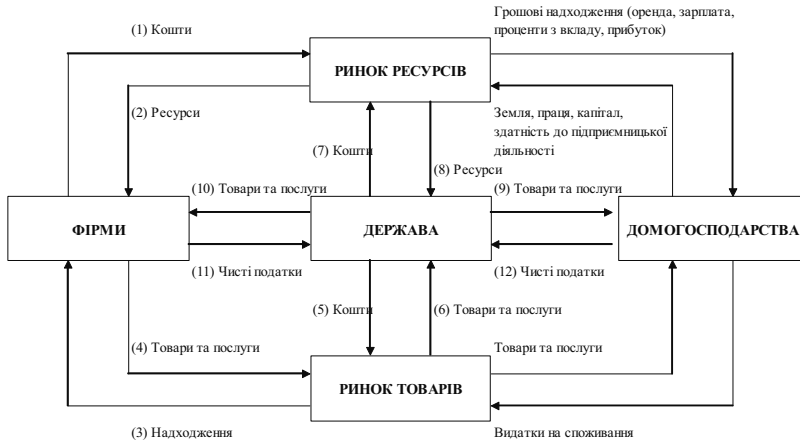 (1) Кошти
Грошові надходження (оренда, зарплата,
проценти з вкладу, прибуток)
РИНОК РЕСУРСІВ
(2) Ресурси
Земля, праця, капітал,
здатність до підприємницької
діяльності
(7) Кошти
(8) Ресурси
(10) Товари та послуги
(9) Товари та послуги
ФІРМИ
ДЕРЖАВА
ДОМОГОСПОДАРСТВА
(11) Чисті податки
(12) Чисті податки
(5) Кошти
(6) Товари та послуги
(4) Товари та послуги
Товари та послуги
РИНОК ТОВАРІВ
(3) Надходження
Видатки на споживання